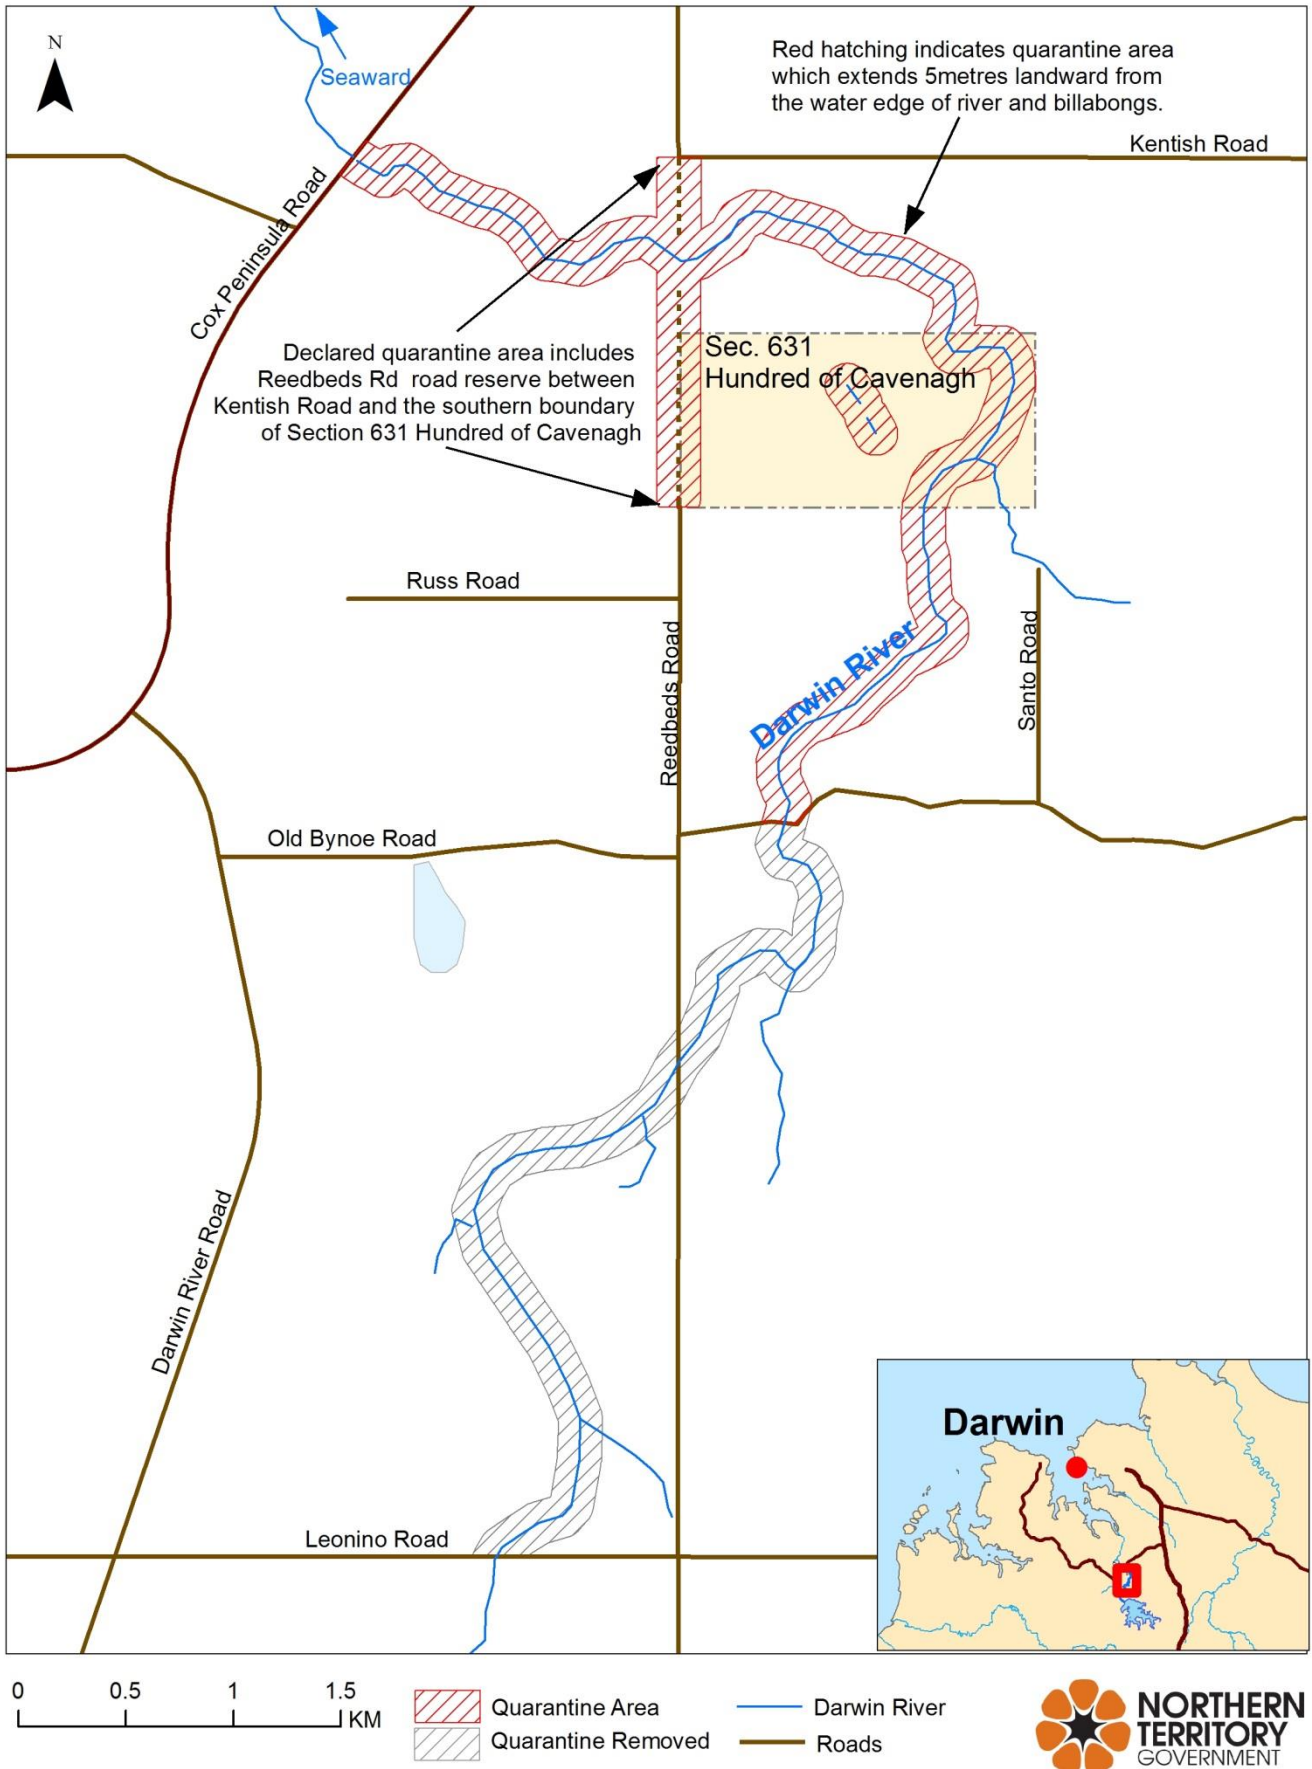 N
Seaward
Red hatching indicates quarantine area
which extends 5metres landward from
the water edge of river and billabongs.
Kentish Road
Cox Peninsula Road
Declared quarantine area includes
Reedbeds Rd road reserve between
Kentish Road and the southern boundary
of Section 631 Hundred of Cavenagh
Sec. 631
Hundred of Cavenagh
Russ Road
Reedbeds Road
Darwin River
Santo Road
Old Bynoe Road
Darwin River Road
Leonino Road
Darwin
0 0.5 1 1.5
KM
Quarantine Area
Quarantine Removed
Darwin River
Roads
NORTHERN
TERRITORY
GOVERNMENT